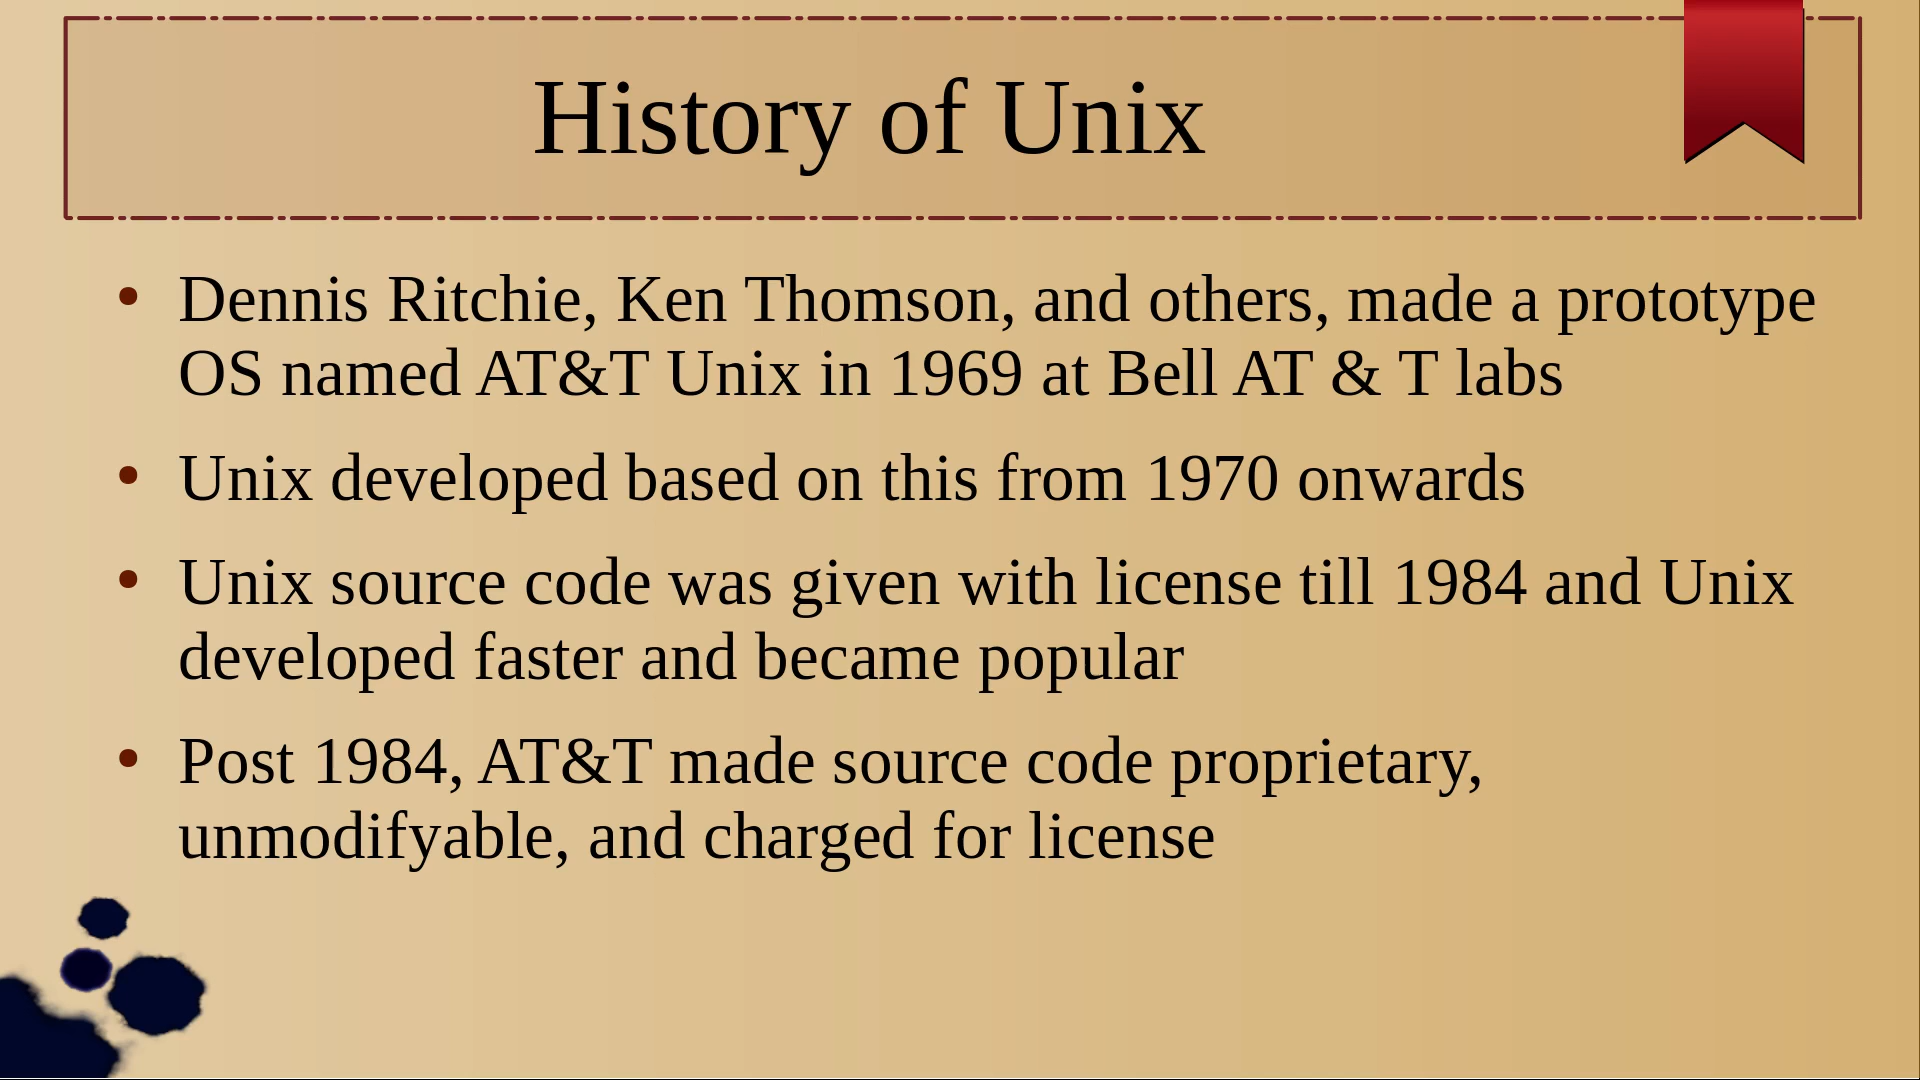 History of Unix
• Dennis Ritchie, Ken Thomson, and others, made a prototype
OS named AT&T Unix in 1969 at Bell AT & T labs
• Unix developed based on this from 1970 onwards
• Unix source code was given with license till 1984 and Unix
developed faster and became popular
• Post 1984, AT&T made source code proprietary,
unmodifyable, and charged for license